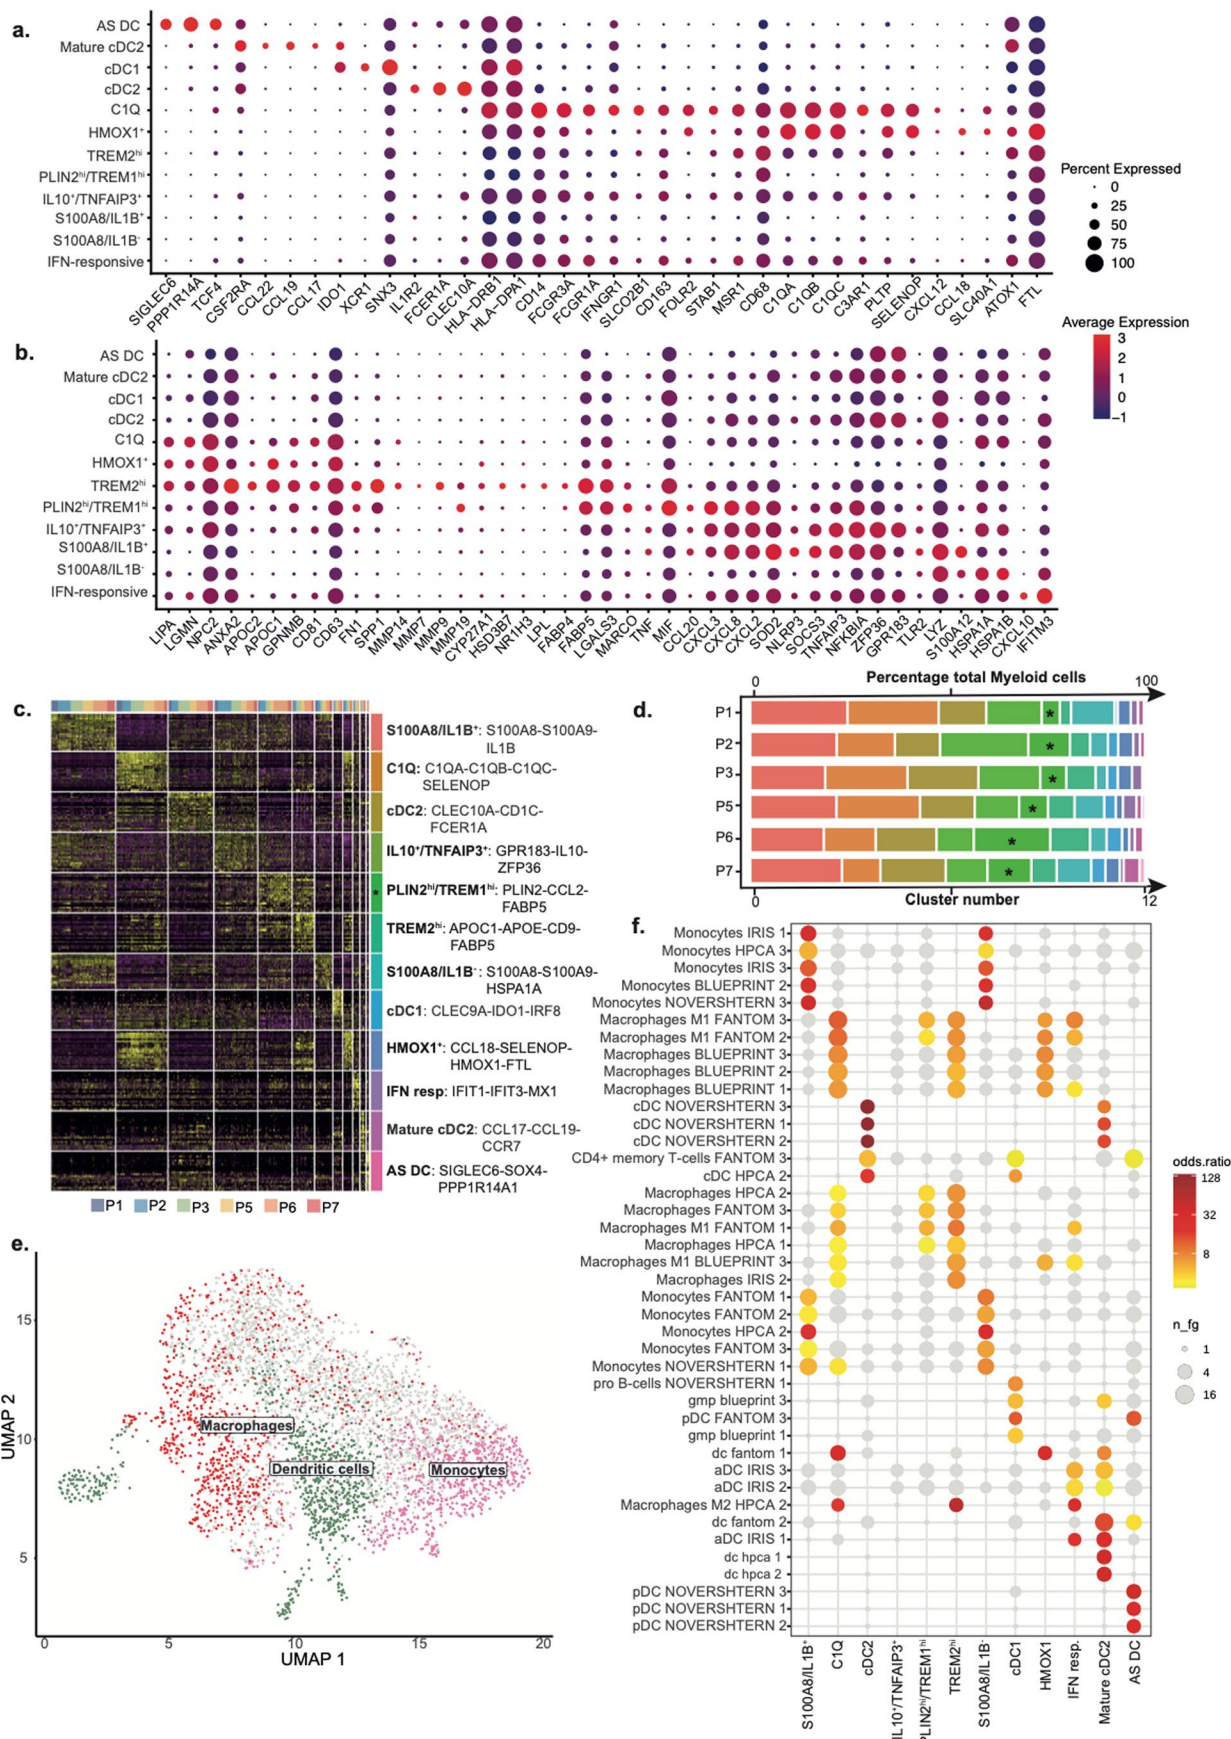 a.
AS DC
Mature cDC2
cDC1
cDC2
C1Q
HMOX1⁺
TREM2ʰⁱ
PLIN2ʰⁱ/TREM1ʰⁱ
IL10⁺/TNFAIP3⁺
S100A8/IL1B⁺
S100A8/IL1B⁻
IFN-responsive
SIGLEC6 PPP1R14A TCF4 CSF2RA CCL22 CCL19 CCL17 IDO1 XCR1 SNX3 IL1R2 FCER1A CLEC10A HLA-DRB1 HLA-DPA1 CD14 FCGR3A FCGR1A IFNGR1 SLCO2B1 CD163 FOLR2 STAB1 MSR1 CD68 C1QA C1QB C1QC C3AR1 PLTP SELENOP CXCL12 CCL18 SLC40A1 ATOX1 FTL
Percent Expressed
0
25
50
75
100
Average Expression
3
2
1
0
-1
b.
AS DC
Mature cDC2
cDC1
cDC2
C1Q
HMOX1⁺
TREM2ʰⁱ
PLIN2ʰⁱ/TREM1ʰⁱ
IL10⁺/TNFAIP3⁺
S100A8/IL1B⁺
S100A8/IL1B⁻
IFN-responsive
LIPA LGMN NPC2 ANXA2 APOC2 APOC1 GPNMB CD81 CD63 FN1 SPP1 MMP14 MMP7 MMP9 MMP19 CYP27A1 HSD3B7 NR1H3 LPL FABP4 FABP5 LGALS3 MARCO TNF MIF CCL20 CXCL3 CXCL8 CXCL2 SOD2 NLRP3 SOCS3 TNFAIP3 NFKBIA ZFP36 GPR183 TLR2 LYZ S100A12 HSPA1A HSPA1B CXCL10 IFITM3
c.
S100A8/IL1B⁺: S100A8-S100A9-
IL1B
C1Q: C1QA-C1QB-C1QC-
SELENOP
cDC2: CLEC10A-CD1C-
FCER1A
IL10⁺/TNFAIP3⁺: GPR183-IL10-
ZFP36
PLIN2ʰⁱ/TREM1ʰⁱ: PLIN2-CCL2-
FABP5
*
TREM2ʰⁱ: APOC1-APOE-CD9-
FABP5
S100A8/IL1B⁻: S100A8-S100A9-
HSPA1A
cDC1: CLEC9A-IDO1-IRF8
HMOX1⁺: CCL18-SELENOP-
HMOX1-FTL
IFN resp: IFIT1-IFIT3-MX1
Mature cDC2: CCL17-CCL19-
CCR7
AS DC: SIGLEC6-SOX4-
PPP1R14A1
P1 P2 P3 P5 P6 P7
d.
0 Percentage total Myeloid cells 100
P1 *
P2 *
P3 *
P5 *
P6 *
P7 *
0 Cluster number 12
e.
UMAP 2
15
10
5
Macrophages
Dendritic cells
Monocytes
0 5 10 15 20
UMAP 1
f.
Monocytes IRIS 1
Monocytes HPCA 3
Monocytes IRIS 3
Monocytes BLUEPRINT 2
Monocytes NOVERSHTERN 3
Macrophages M1 FANTOM 3
Macrophages M1 FANTOM 2
Macrophages BLUEPRINT 3
Macrophages BLUEPRINT 2
Macrophages BLUEPRINT 1
cDC NOVERSHTERN 3
cDC NOVERSHTERN 1
cDC NOVERSHTERN 2
CD4+ memory T-cells FANTOM 3
cDC HPCA 2
Macrophages HPCA 2
Macrophages FANTOM 3
Macrophages M1 FANTOM 1
Macrophages HPCA 1
Macrophages M1 BLUEPRINT 3
Macrophages IRIS 2
Monocytes FANTOM 1
Monocytes FANTOM 2
Monocytes HPCA 2
Monocytes FANTOM 3
Monocytes NOVERSHTERN 1
pro B-cells NOVERSHTERN 1
gmp blueprint 3
pDC FANTOM 3
gmp blueprint 1
dc fantom 1
aDC IRIS 3
aDC IRIS 2
Macrophages M2 HPCA 2
dc fantom 2
aDC IRIS 1
dc hpca 1
dc hpca 2
pDC NOVERSHTERN 3
pDC NOVERSHTERN 1
pDC NOVERSHTERN 2
S100A8/IL1B⁺ C1Q cDC2 IL10⁺/TNFAIP3⁺ PLIN2ʰⁱ/TREM1ʰⁱ TREM2ʰⁱ S100A8/IL1B⁻ cDC1 HMOX1 IFN resp. Mature cDC2 AS DC
odds.ratio
128
32
8
n_fg
1
4
16